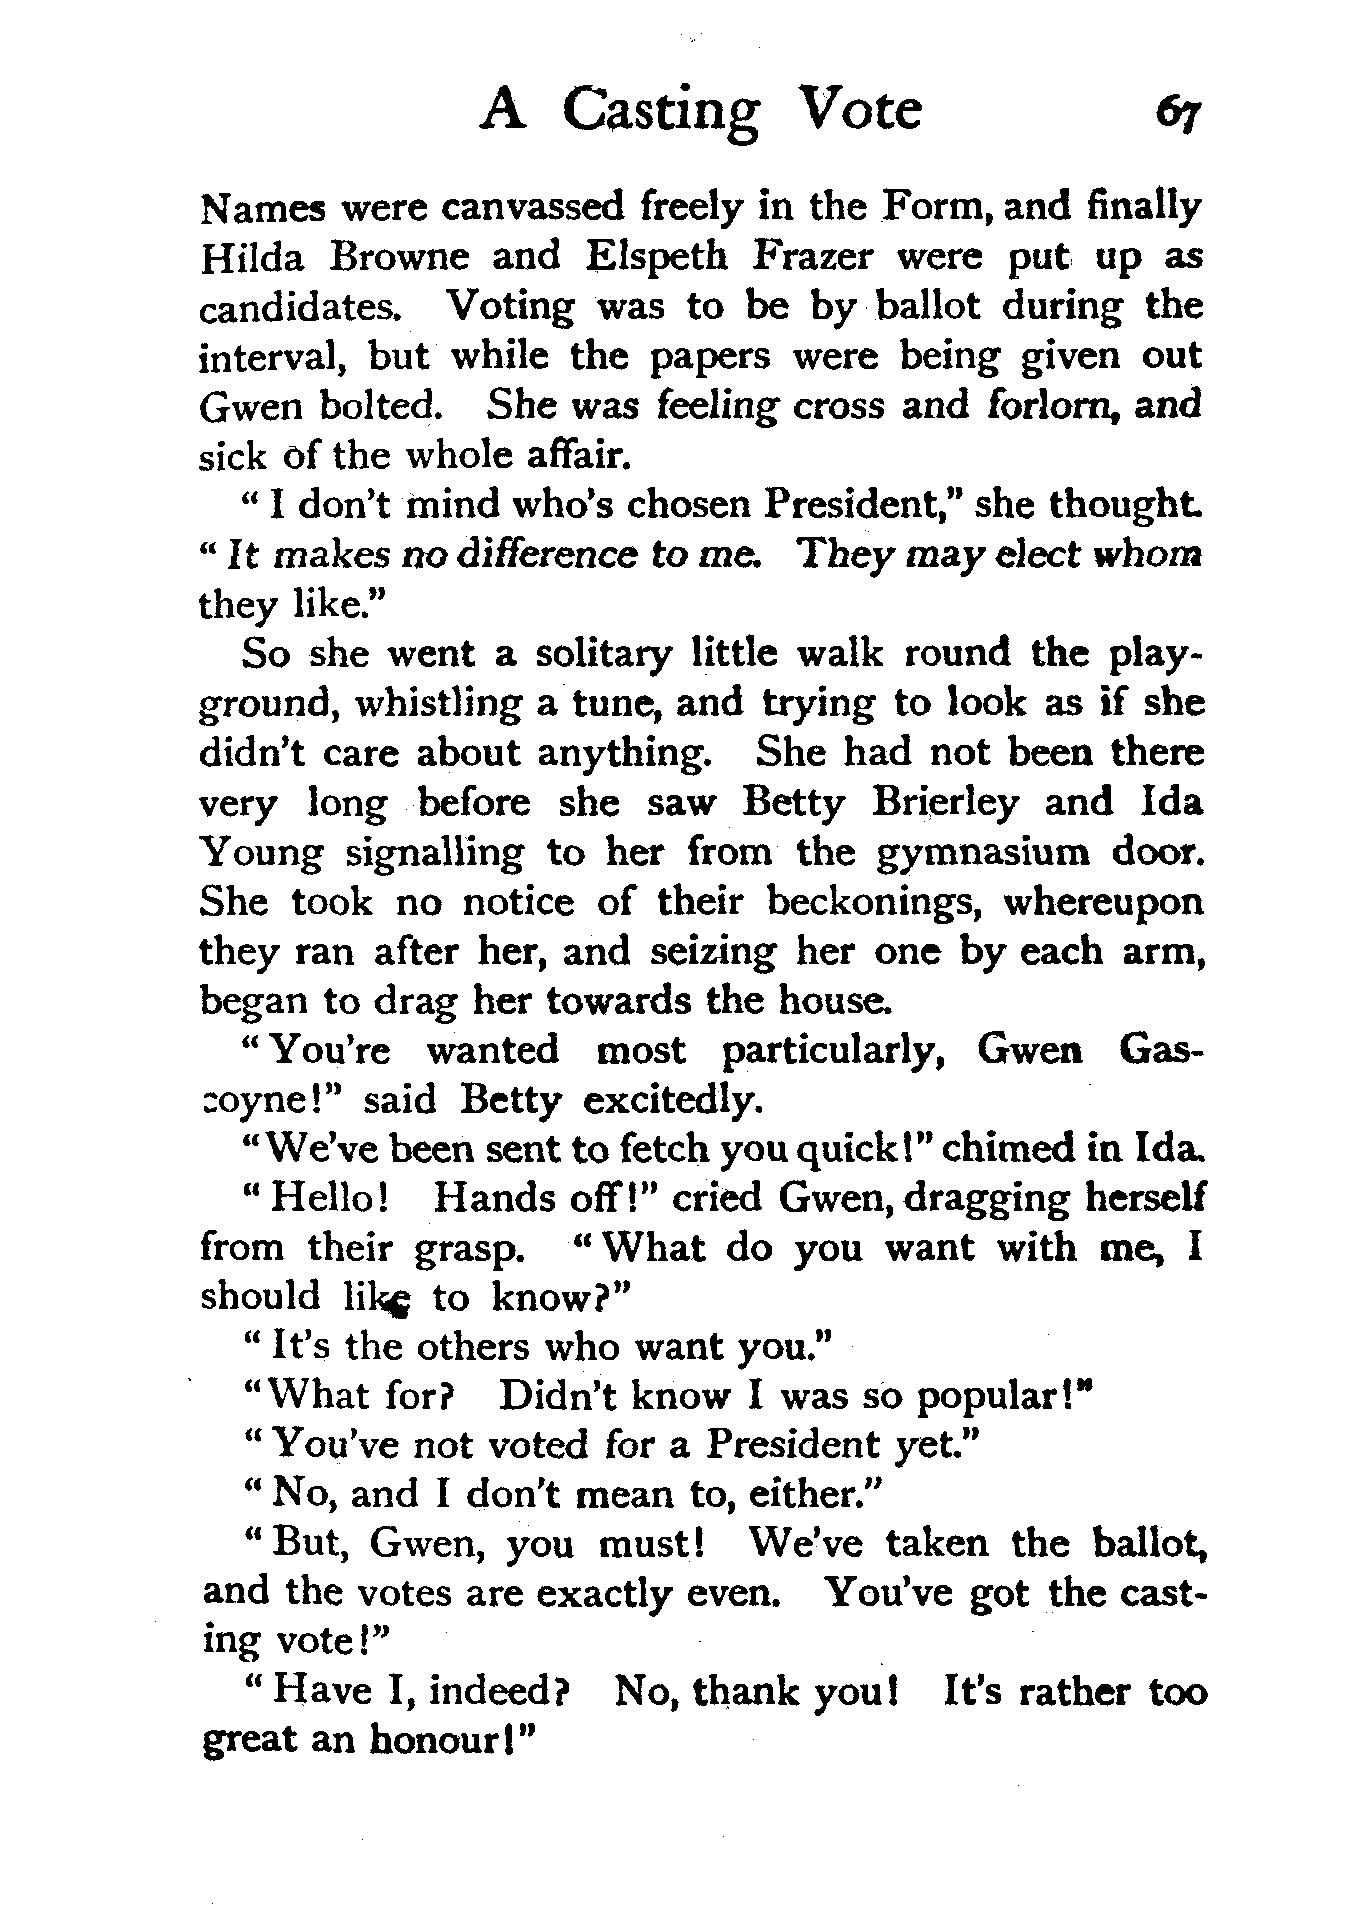 A Casting Vote 67
Names were canvassed freely in the Form, and finally
Hilda Browne and Elspeth Frazer were put up as
candidates. Voting was to be by ballot during the
interval, but while the papers were being given out
Gwen bolted. She was feeling cross and forlorn, and
sick of the whole affair.
"I don't mind who's chosen President," she thought.
"It makes no difference to me. They may elect whom
they like."
So she went a solitary little walk round the play-
ground, whistling a tune, and trying to look as if she
didn't care about anything. She had not been there
very long before she saw Betty Brierley and Ida
Young signalling to her from the gymnasium door.
She took no notice of their beckonings, whereupon
they ran after her, and seizing her one by each arm,
began to drag her towards the house.
"You're wanted most particularly, Gwen Gas-
coyne!" said Betty excitedly.
"We've been sent to fetch you quick!" chimed in Ida.
"Hello! Hands off!" cried Gwen, dragging herself
from their grasp. "What do you want with me, I
should like to know?"
"It's the others who want you."
"What for? Didn't know I was so popular!"
"You've not voted for a President yet."
"No, and I don't mean to, either."
"But, Gwen, you must! We've taken the ballot,
and the votes are exactly even. You've got the cast-
ing vote!"
"Have I, indeed? No, thank you! It's rather too
great an honour!"